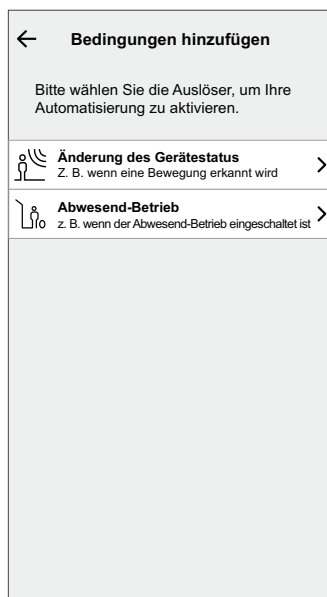 Bedingungen hinzufügen
Bitte wählen Sie die Auslöser, um Ihre
Automatisierung zu aktivieren.
Änderung des Gerätestatus
Z. B. wenn eine Bewegung erkannt wird
Abwesend-Betrieb
z. B. wenn der Abwesend-Betrieb eingeschaltet ist